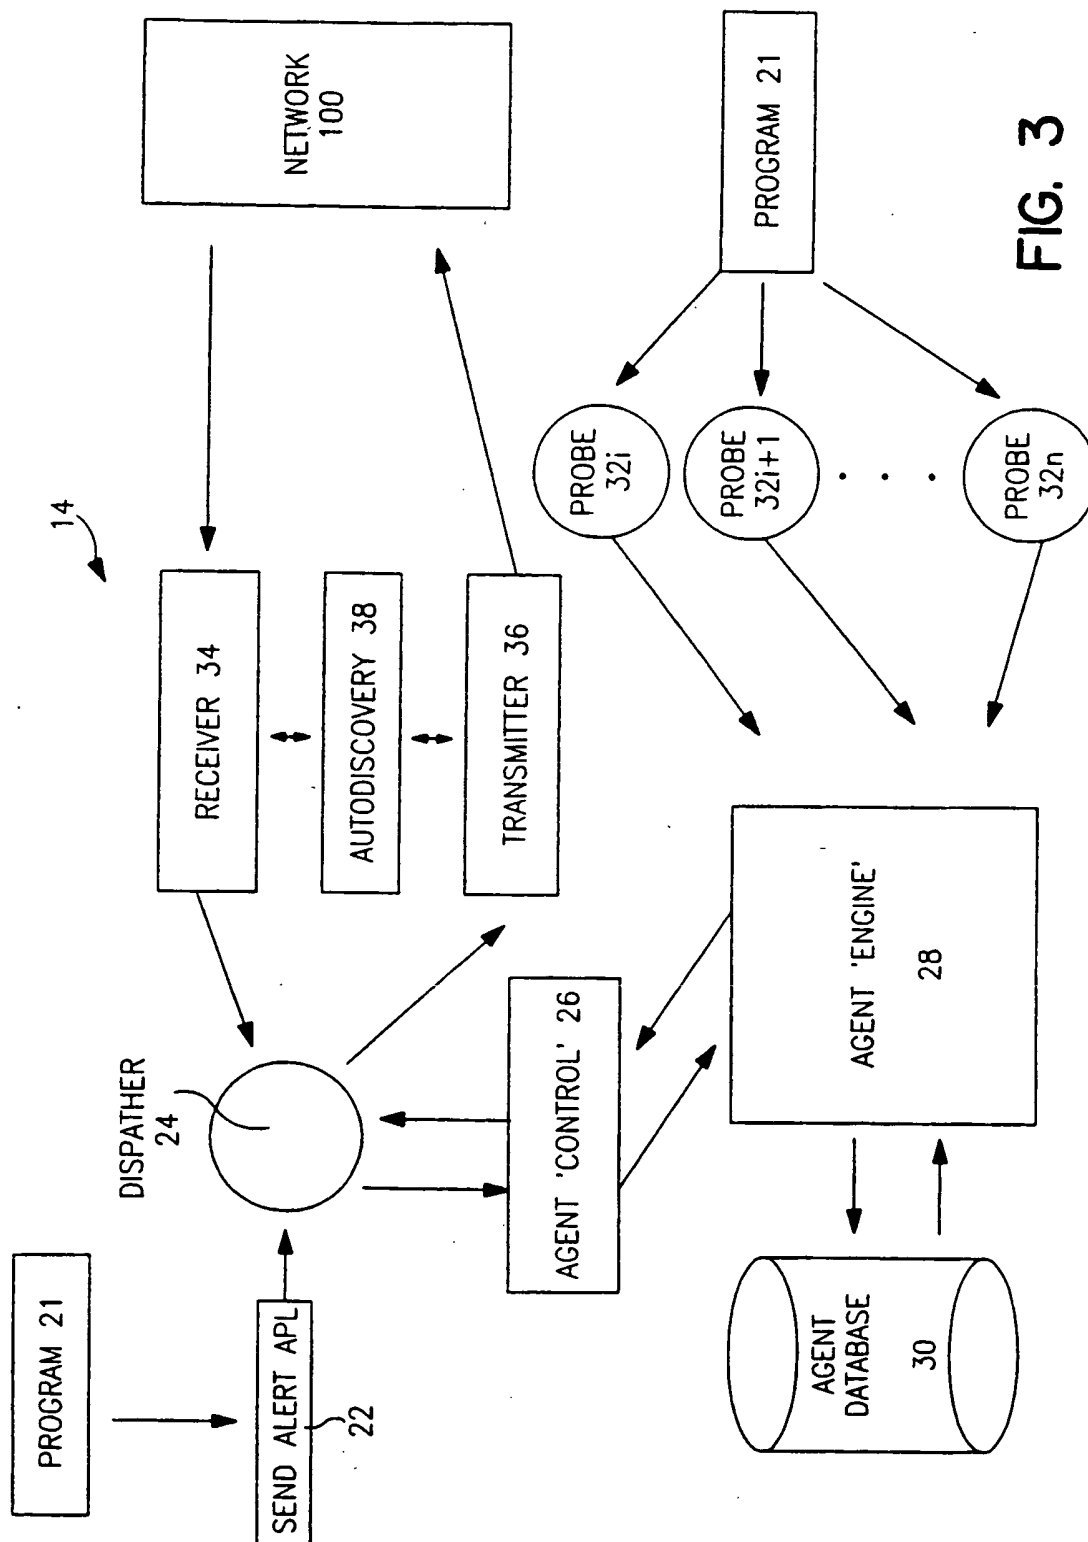 PROGRAM 21
SEND ALERT APL
22
DISPATHER
24
14
RECEIVER 34
AUTODISCOVERY 38
TRANSMITTER 36
NETWORK
100
AGENT 'CONTROL' 26
AGENT
DATABASE
30
AGENT 'ENGINE'
28
PROBE
32i
PROBE
32i+1
PROBE
32n
PROGRAM 21
FIG. 3